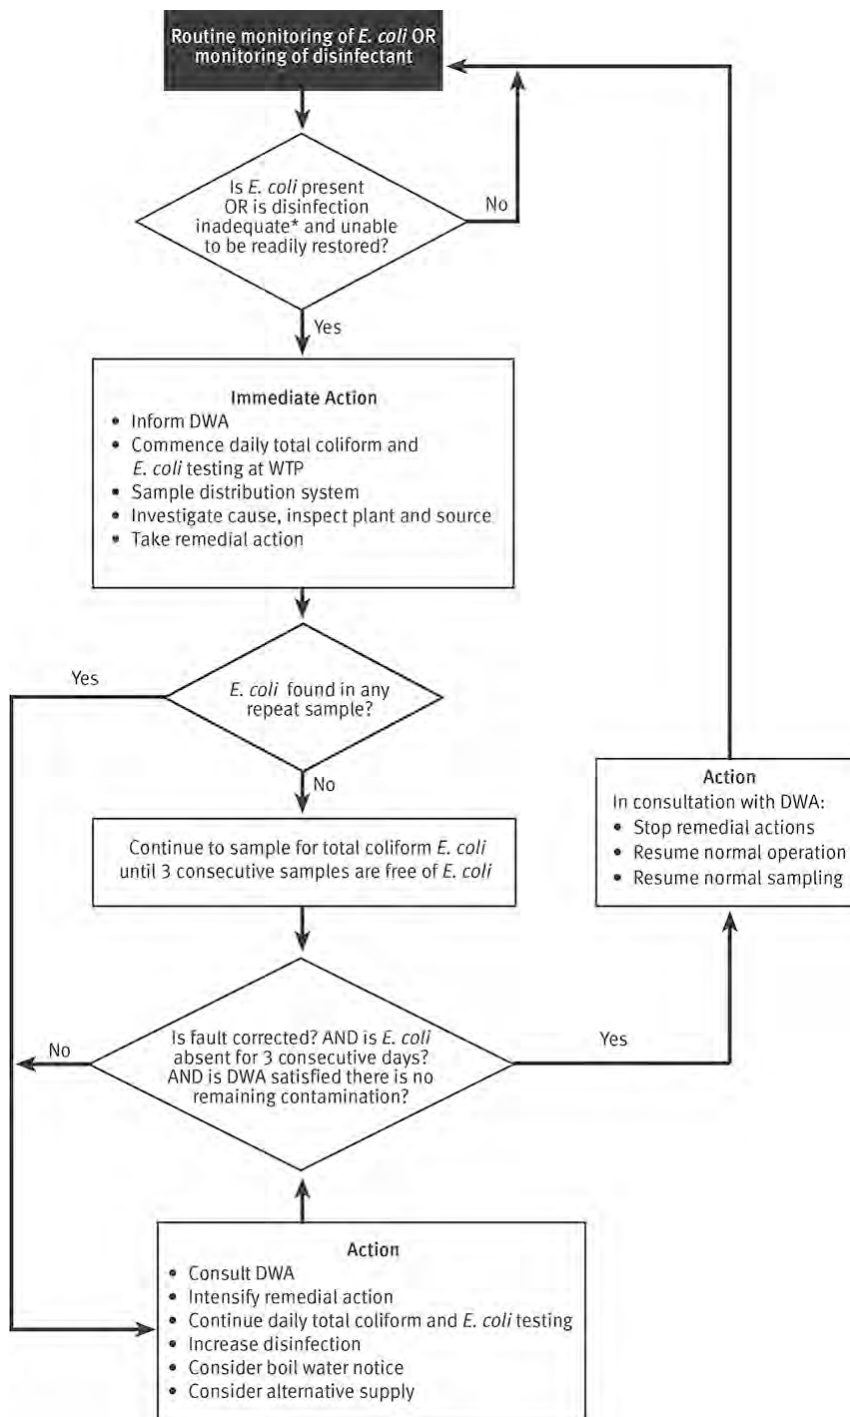 Routine monitoring of E. coli OR
monitoring of disinfectant
Is E. coli present
OR is disinfection
inadequate* and unable
to be readily restored?
No
Yes
Immediate Action
• Inform DWA
• Commence daily total coliform and
E. coli testing at WTP
• Sample distribution system
• Investigate cause, inspect plant and source
• Take remedial action
Yes
E. coli found in any
repeat sample?
No
Continue to sample for total coliform E. coli
until 3 consecutive samples are free of E. coli
Action
In consultation with DWA:
• Stop remedial actions
• Resume normal operation
• Resume normal sampling
No
Is fault corrected? AND is E. coli
absent for 3 consecutive days?
AND is DWA satisfied there is no
remaining contamination?
Yes
Action
• Consult DWA
• Intensify remedial action
• Continue daily total coliform and E. coli testing
• Increase disinfection
• Consider boil water notice
• Consider alternative supply